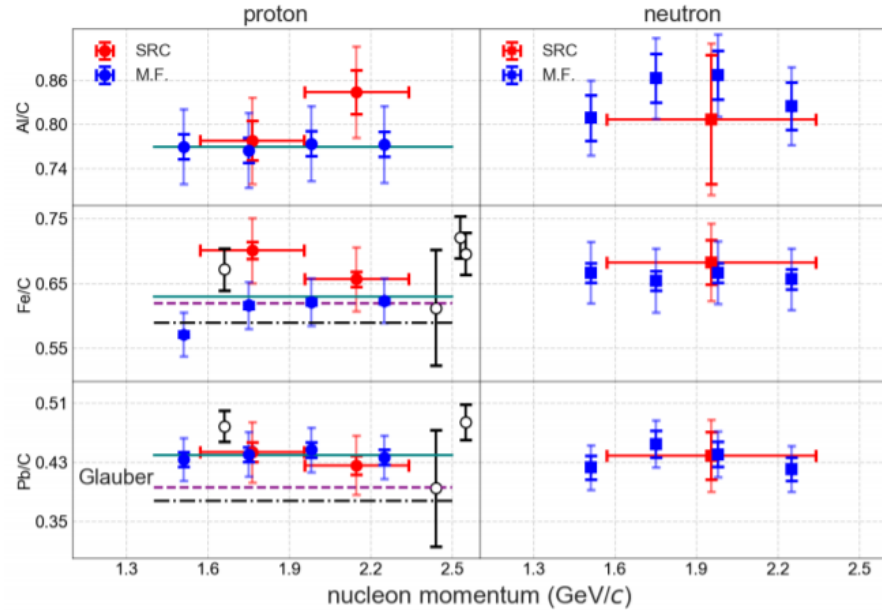 proton neutron
SRC SRC
M.F. M.F.
Al/C
0.86
0.80
0.74
Fe/C
0.75
0.65
0.55
Pb/C
0.51
0.43
0.35
Glauber
1.3 1.6 1.9 2.2 2.5 1.3 1.6 1.9 2.2 2.5
nucleon momentum (GeV/c)